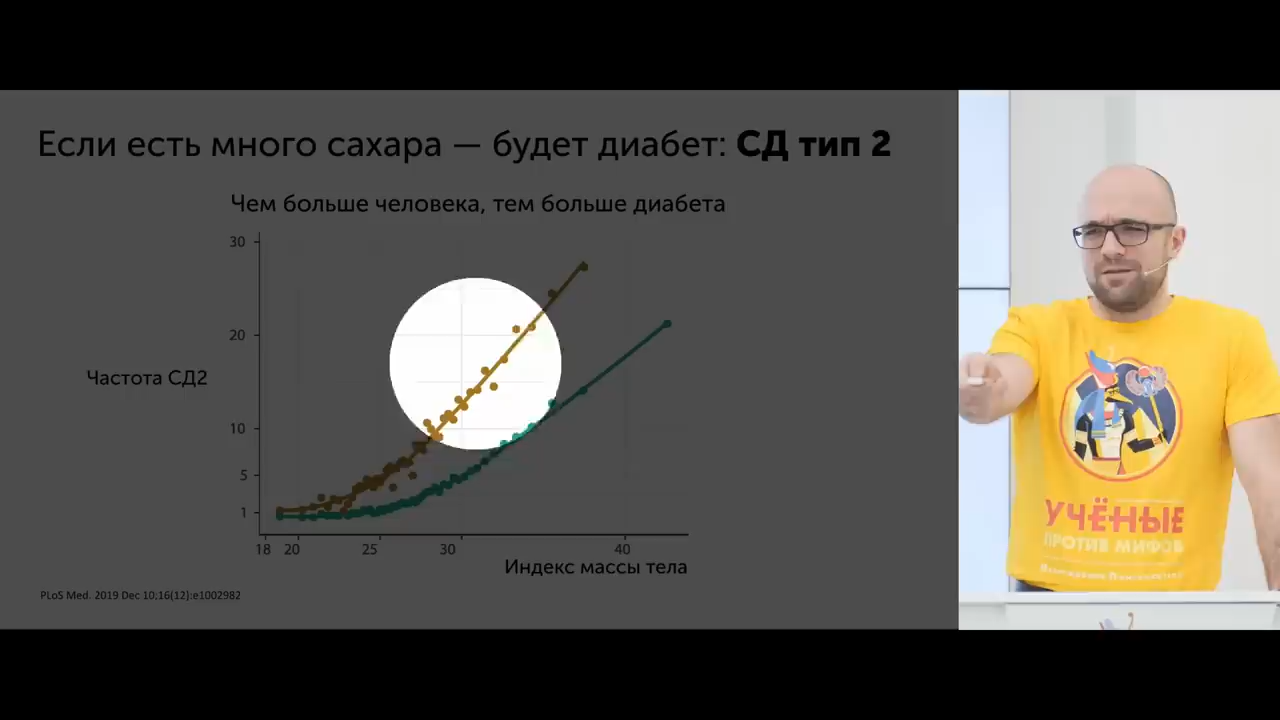 Если есть много сахара — будет диабет: СД тип 2
Чем больше человека, тем больше диабета
30
20
Частота СД2
10
5
1
18 20 25 30 40
Индекс массы тела
PLoS Med. 2019 Dec 10;16(12):e1002982
УЧЁНЫЕ
ПРОТИВ МИФОВ